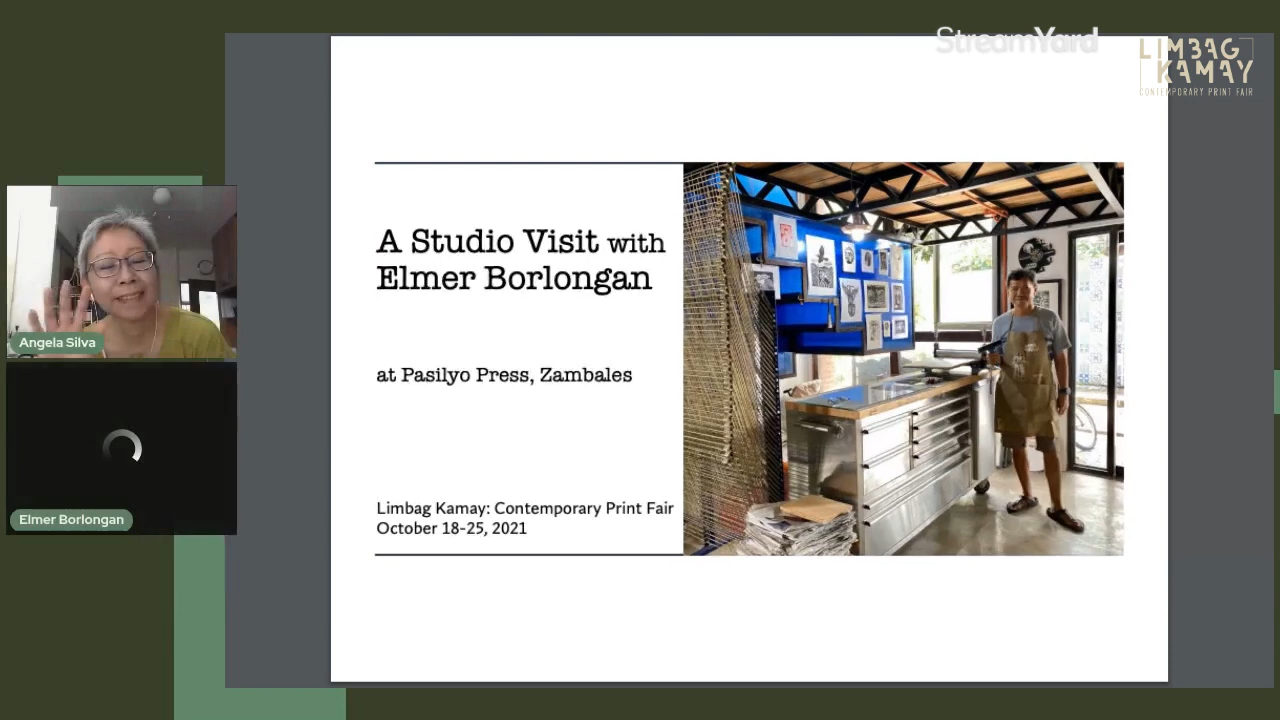 StreamYard
LIMBAG
KAMAY
CONTEMPORARY PRINT FAIR
A Studio Visit with
Elmer Borlongan
at Pasilyo Press, Zambales
Limbag Kamay: Contemporary Print Fair
October 18-25, 2021
Angela Silva
Elmer Borlongan